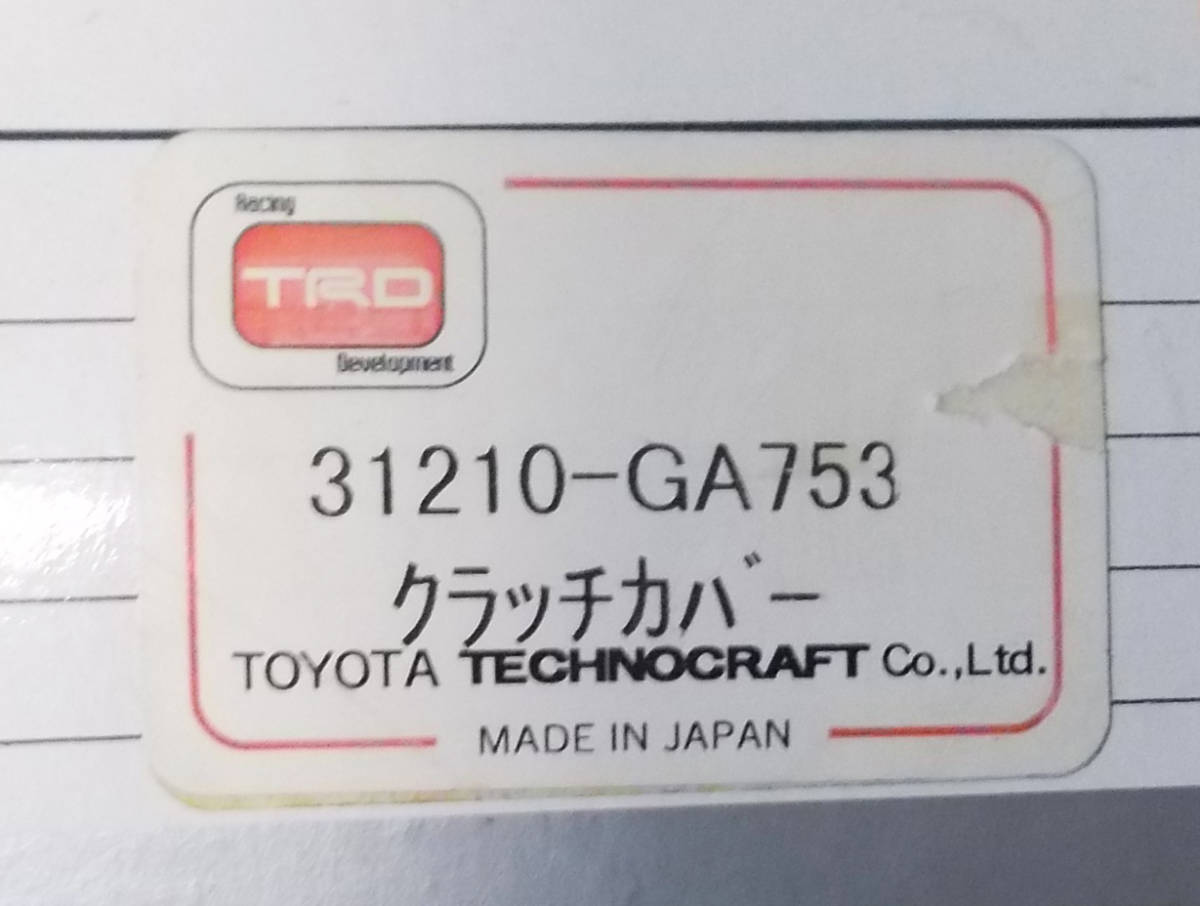 Racing
TRD
Development
31210-GA753
クラッチカバー
TOYOTA TECHNOCRAFT Co.,Ltd.
MADE IN JAPAN